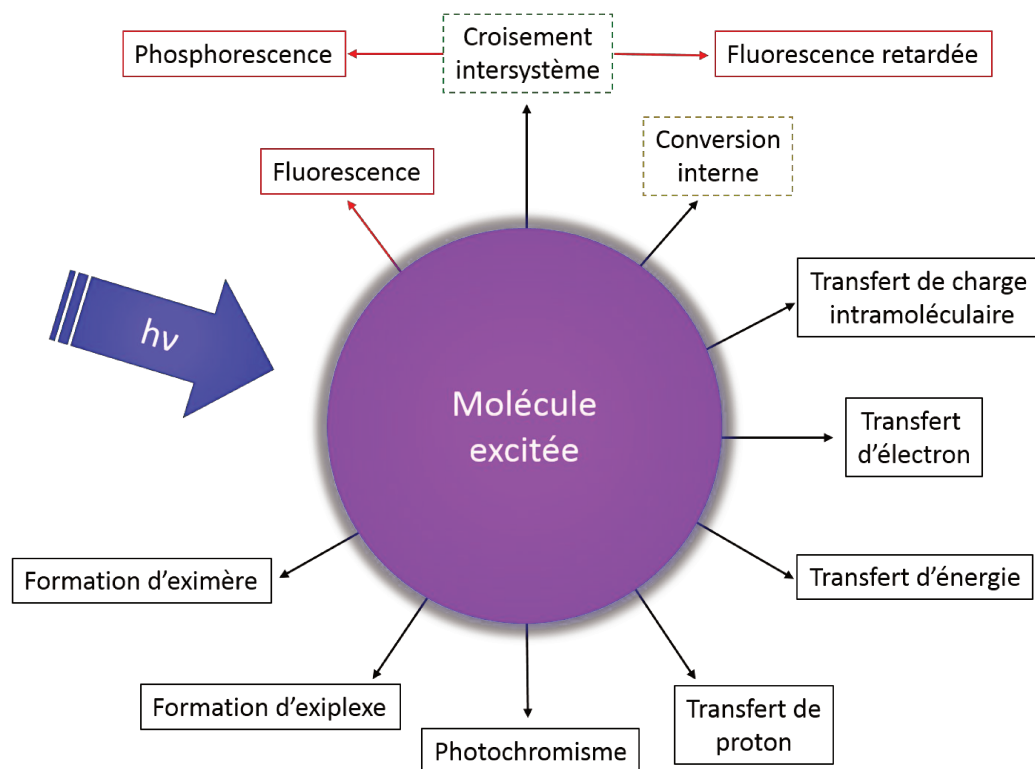 Phosphorescence
Croisement
intersystème
Fluorescence retardée
Conversion
interne
Fluorescence
hν
Transfert de charge
intramoléculaire
Molécule
excitée
Transfert
d’électron
Formation d’eximère
Transfert d’énergie
Formation d’exiplexe
Photochromisme
Transfert de
proton